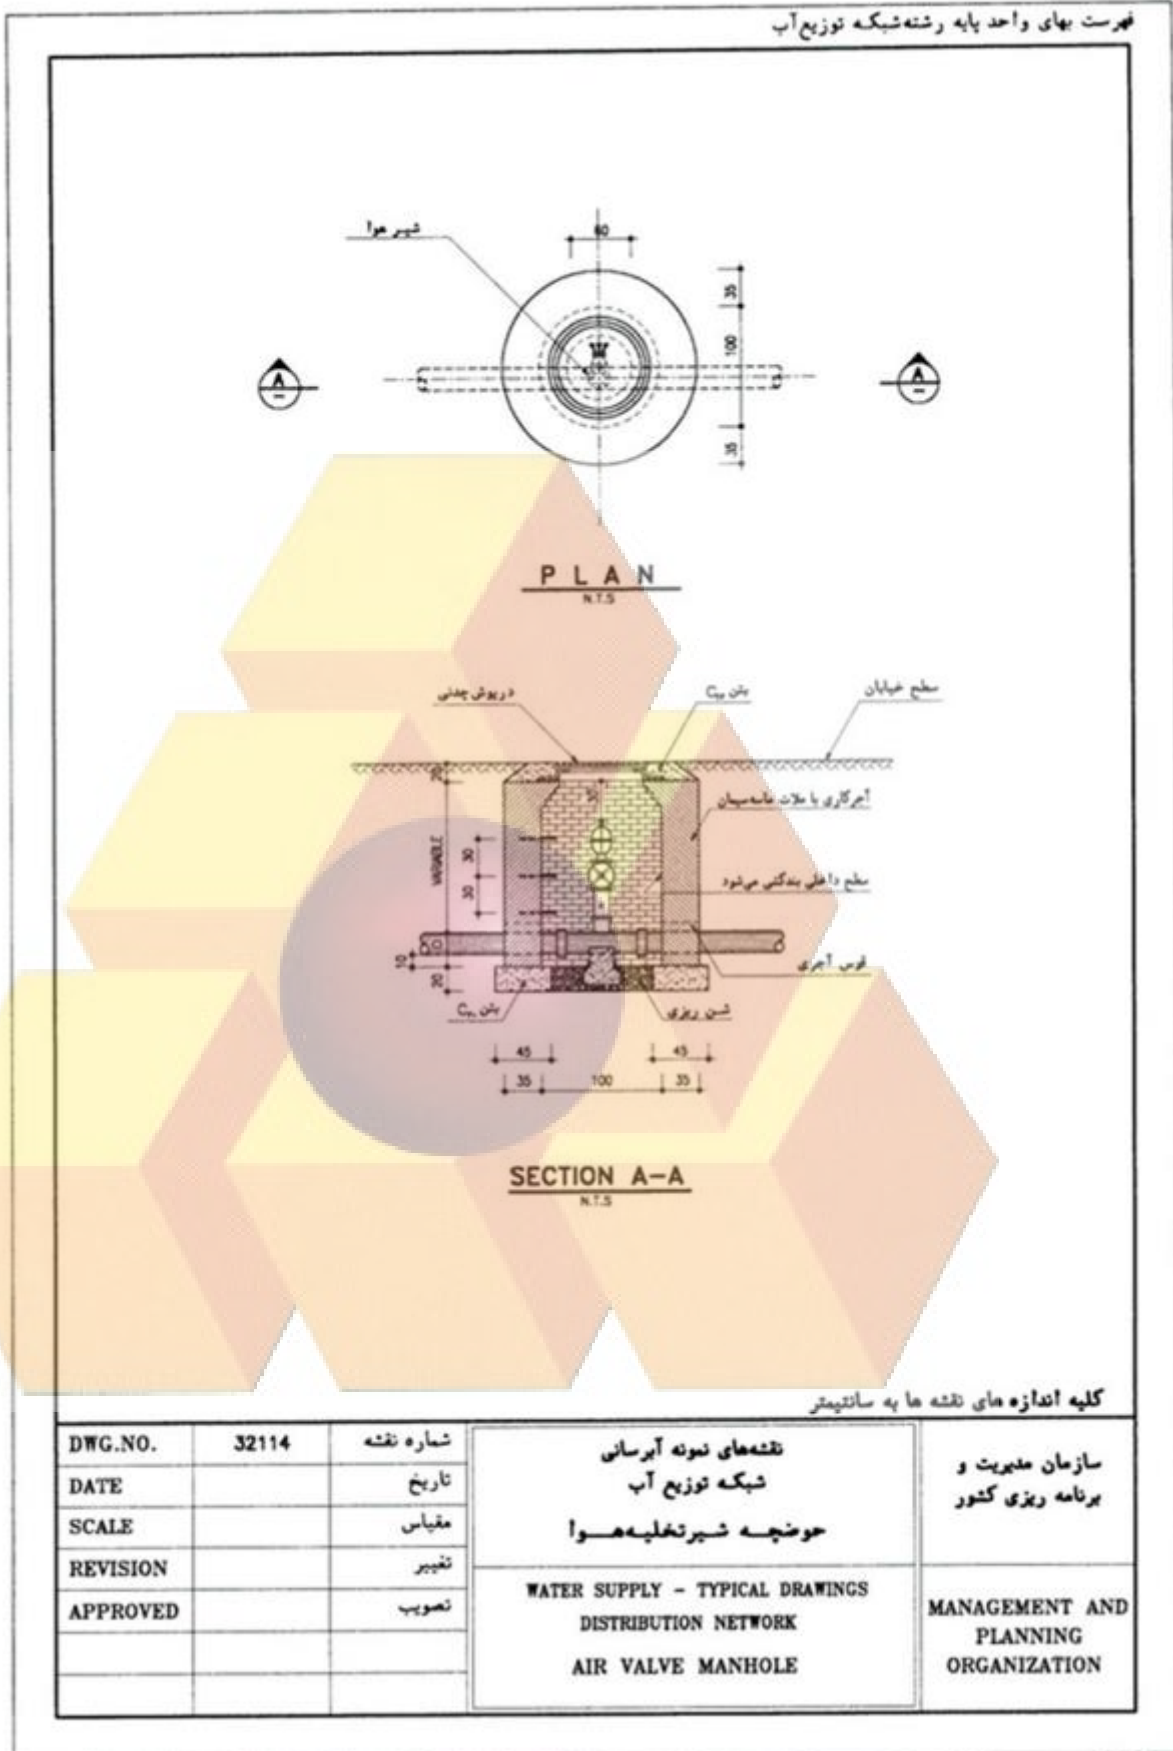 فهرست بهای واحد پایه رشته شبکه توزیع آب
شیر هوا
60
35
100
35
A
A
PLAN
N.T.S
درپوش چدنی
بتن
سطح خیابان
20
آجرکاری با ملات ماسه سیمان
VARIABLE
30
30
سطح داخلی بندکشی می‌شود
D
10
20
قوس آجری
بتن
شن ریزی
45
45
35
100
35
SECTION A-A
N.T.S
کلیه اندازه های نقشه ها به سانتیمتر
DWG.NO. 32114 شماره نقشه
DATE تاریخ
SCALE مقیاس
REVISION تغییر
APPROVED تصویب
نقشه‌های نمونه آبرسانی
شبکه توزیع آب
حوضچه شیر تخلیه هوا
WATER SUPPLY - TYPICAL DRAWINGS
DISTRIBUTION NETWORK
AIR VALVE MANHOLE
سازمان مدیریت و
برنامه ریزی کشور
MANAGEMENT AND
PLANNING
ORGANIZATION